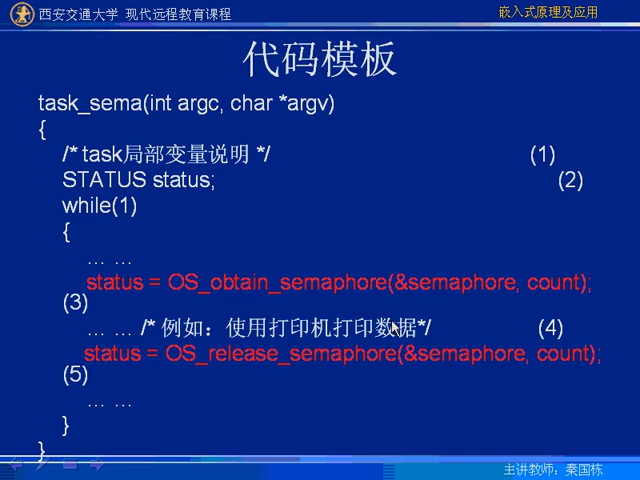 西安交通大学 现代远程教育课程
嵌入式原理及应用
代码模板
task_sema(int argc, char *argv)
{
/* task局部变量说明 */ (1)
STATUS status; (2)
while(1)
{
… …
status = OS_obtain_semaphore(&semaphore, count);
(3)
… … /* 例如：使用打印机打印数据*/ (4)
status = OS_release_semaphore(&semaphore, count);
(5)
… …
}
}
主讲教师：秦国栋